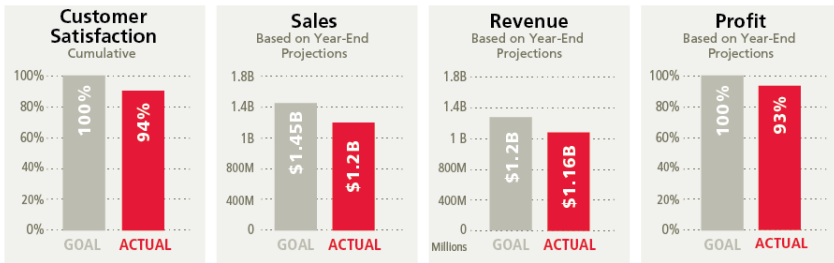 Customer
Satisfaction
Cumulative
100%
80%
60%
40%
20%
0%
100%
94%
GOAL ACTUAL
Sales
Based on Year-End
Projections
1.8B
1.4B
1B
800M
400M
0
$1.45B
$1.2B
GOAL ACTUAL
Revenue
Based on Year-End
Projections
1.8B
1.4B
1B
800M
400M
0
Millions
$1.2B
$1.16B
GOAL ACTUAL
Profit
Based on Year-End
Projections
100%
80%
60%
40%
20%
0%
100%
93%
GOAL ACTUAL